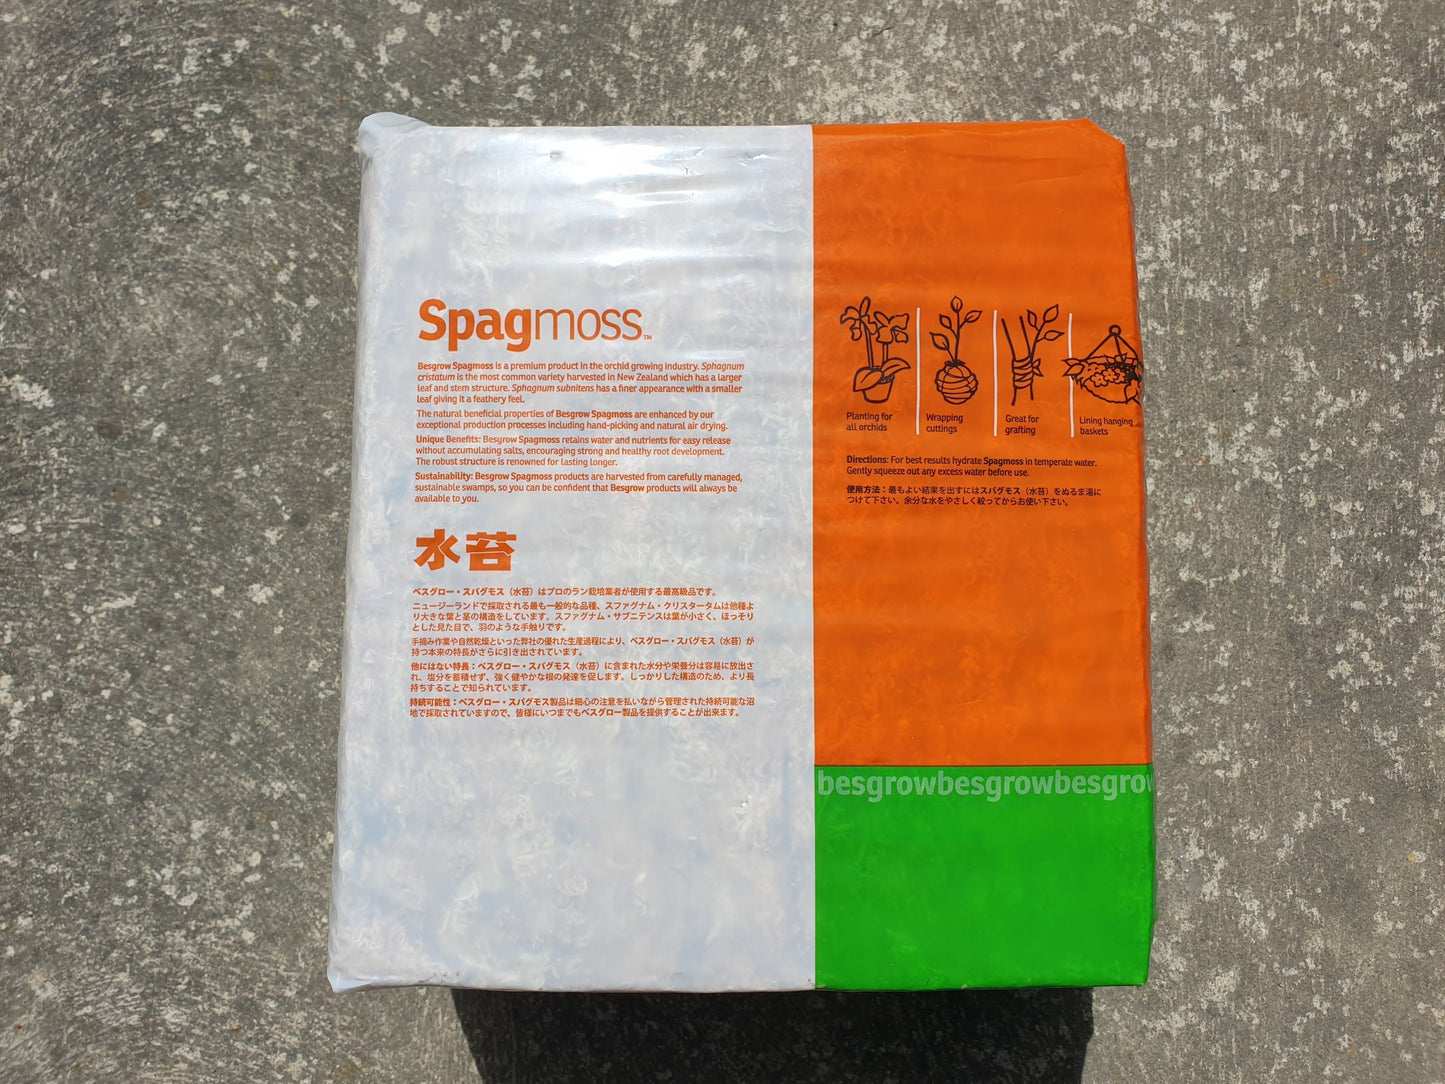 Spagmoss™
Besgrow Spagmoss is a premium product in the orchid growing industry. Sphagnum
cristatum is the most common variety harvested in New Zealand which has a larger
leaf and stem structure. Sphagnum subnitens has a finer appearance with a smaller
leaf giving it a feathery feel.
The natural beneficial properties of Besgrow Spagmoss are enhanced by our
exceptional production processes including hand-picking and natural air drying.
Unique Benefits: Besgrow Spagmoss retains water and nutrients for easy release
without accumulating salts, encouraging strong and healthy root development.
The robust structure is renowned for lasting longer.
Sustainability: Besgrow Spagmoss products are harvested from carefully managed,
sustainable swamps, so you can be confident that Besgrow products will always be
available to you.
水苔
ベスグロー・スパグモス（水苔）はプロのラン栽培業者が使用する最高級品です。
ニュージーランドで採取される最も一般的な品種、スファグナム・クリスタータムは他種よ
り大きな葉と茎の構造をしています。スファグナム・サブニテンスは葉が小さく、ほっそり
とした見た目で、羽のような手触りです。
手摘み作業や自然乾燥といった弊社の優れた生産過程により、ベスグロー・スパグモス（水苔）が
持つ本来の特長がさらに引き出されています。
他にはない特長：ベスグロー・スパグモス（水苔）に含まれた水分や栄養分は容易に放出さ
れ、塩分を蓄積せず、強く健やかな根の発達を促します。しっかりした構造のため、より長
持ちすることで知られています。
持続可能性：ベスグロー・スパグモス製品は細心の注意を払いながら管理された持続可能な沼
地で採取されていますので、皆様にいつまでもベスグロー製品を提供することが出来ます。
Planting for
all orchids
Wrapping
cuttings
Great for
grafting
Lining hanging
baskets
Directions: For best results hydrate Spagmoss in temperate water.
Gently squeeze out any excess water before use.
使用方法：最もよい結果を出すにはスパグモス（水苔）をぬるま湯に
つけて下さい。余分な水をやさしく絞ってからお使い下さい。
besgrowbesgrowbesgrow